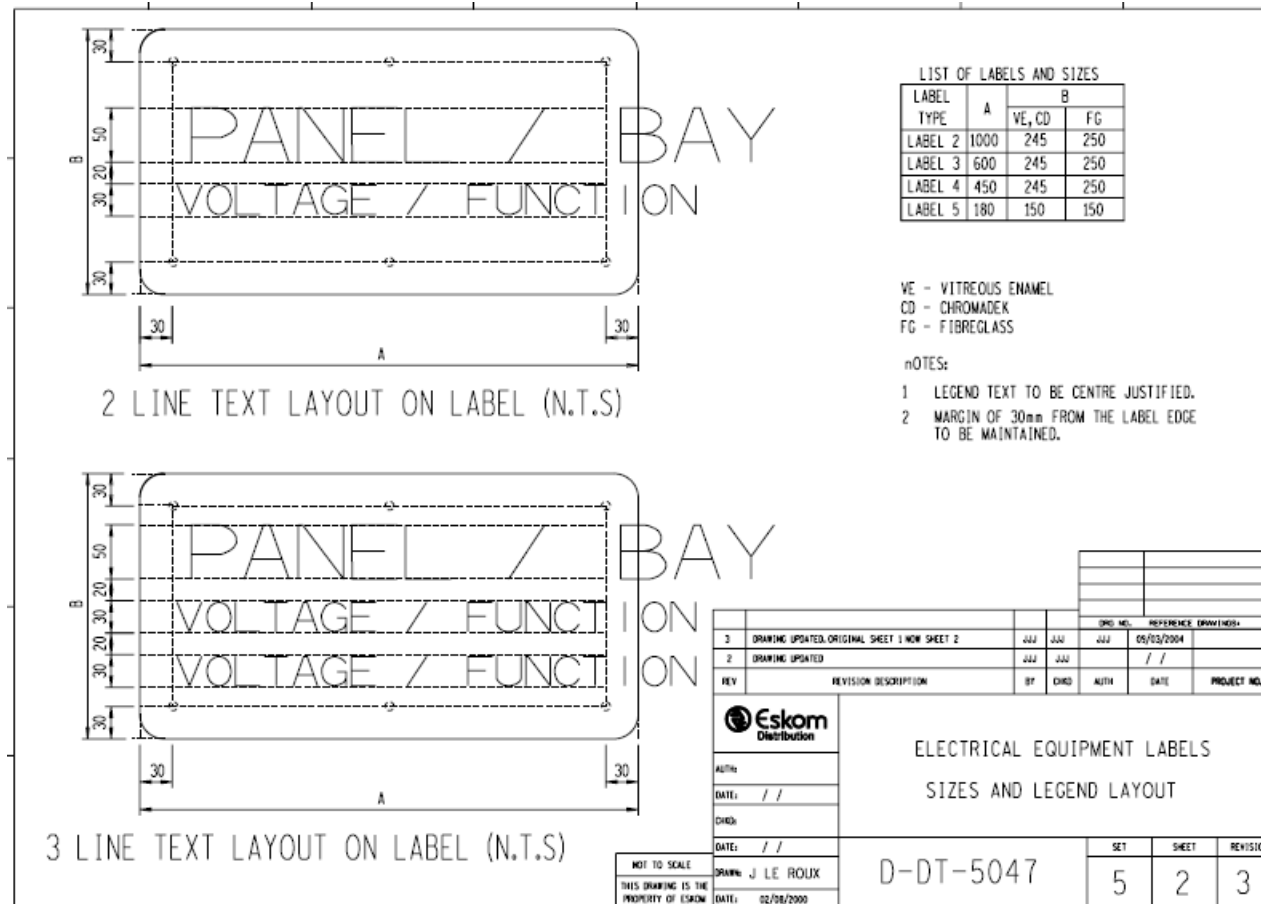 30
50
20
30
30
B
PANEL / BAY
VOLTAGE / FUNCTION
30
30
A
2 LINE TEXT LAYOUT ON LABEL (N.T.S)
LIST OF LABELS AND SIZES
LABEL TYPE A B
VE, CD FG
LABEL 2 1000 245 250
LABEL 3 600 245 250
LABEL 4 450 245 250
LABEL 5 180 150 150
VE - VITREOUS ENAMEL
CD - CHROMADEK
FG - FIBREGLASS
nOTES:
1 LEGEND TEXT TO BE CENTRE JUSTIFIED.
2 MARGIN OF 30mm FROM THE LABEL EDGE
TO BE MAINTAINED.
30
50
20
30
20
30
30
B
PANEL / BAY
VOLTAGE / FUNCTION
VOLTAGE / FUNCTION
30
30
A
3 LINE TEXT LAYOUT ON LABEL (N.T.S)
DRG NO. REFERENCE DRAWINGS
3 DRAWING UPDATED. ORIGINAL SHEET 1 NOW SHEET 2 JJJ JJJ JJJ 09/03/2004
2 DRAWING UPDATED JJJ JJJ / /
REV REVISION DESCRIPTION BY CHKD AUTH DATE PROJECT NO.
Eskom
Distribution
AUTH:
DATE: / /
CHKD:
DATE: / /
DRAWN: J LE ROUX
DATE: 02/08/2000
ELECTRICAL EQUIPMENT LABELS
SIZES AND LEGEND LAYOUT
NOT TO SCALE
THIS DRAWING IS THE
PROPERTY OF ESKOM
D-DT-5047
SET SHEET REVISIO
5 2 3